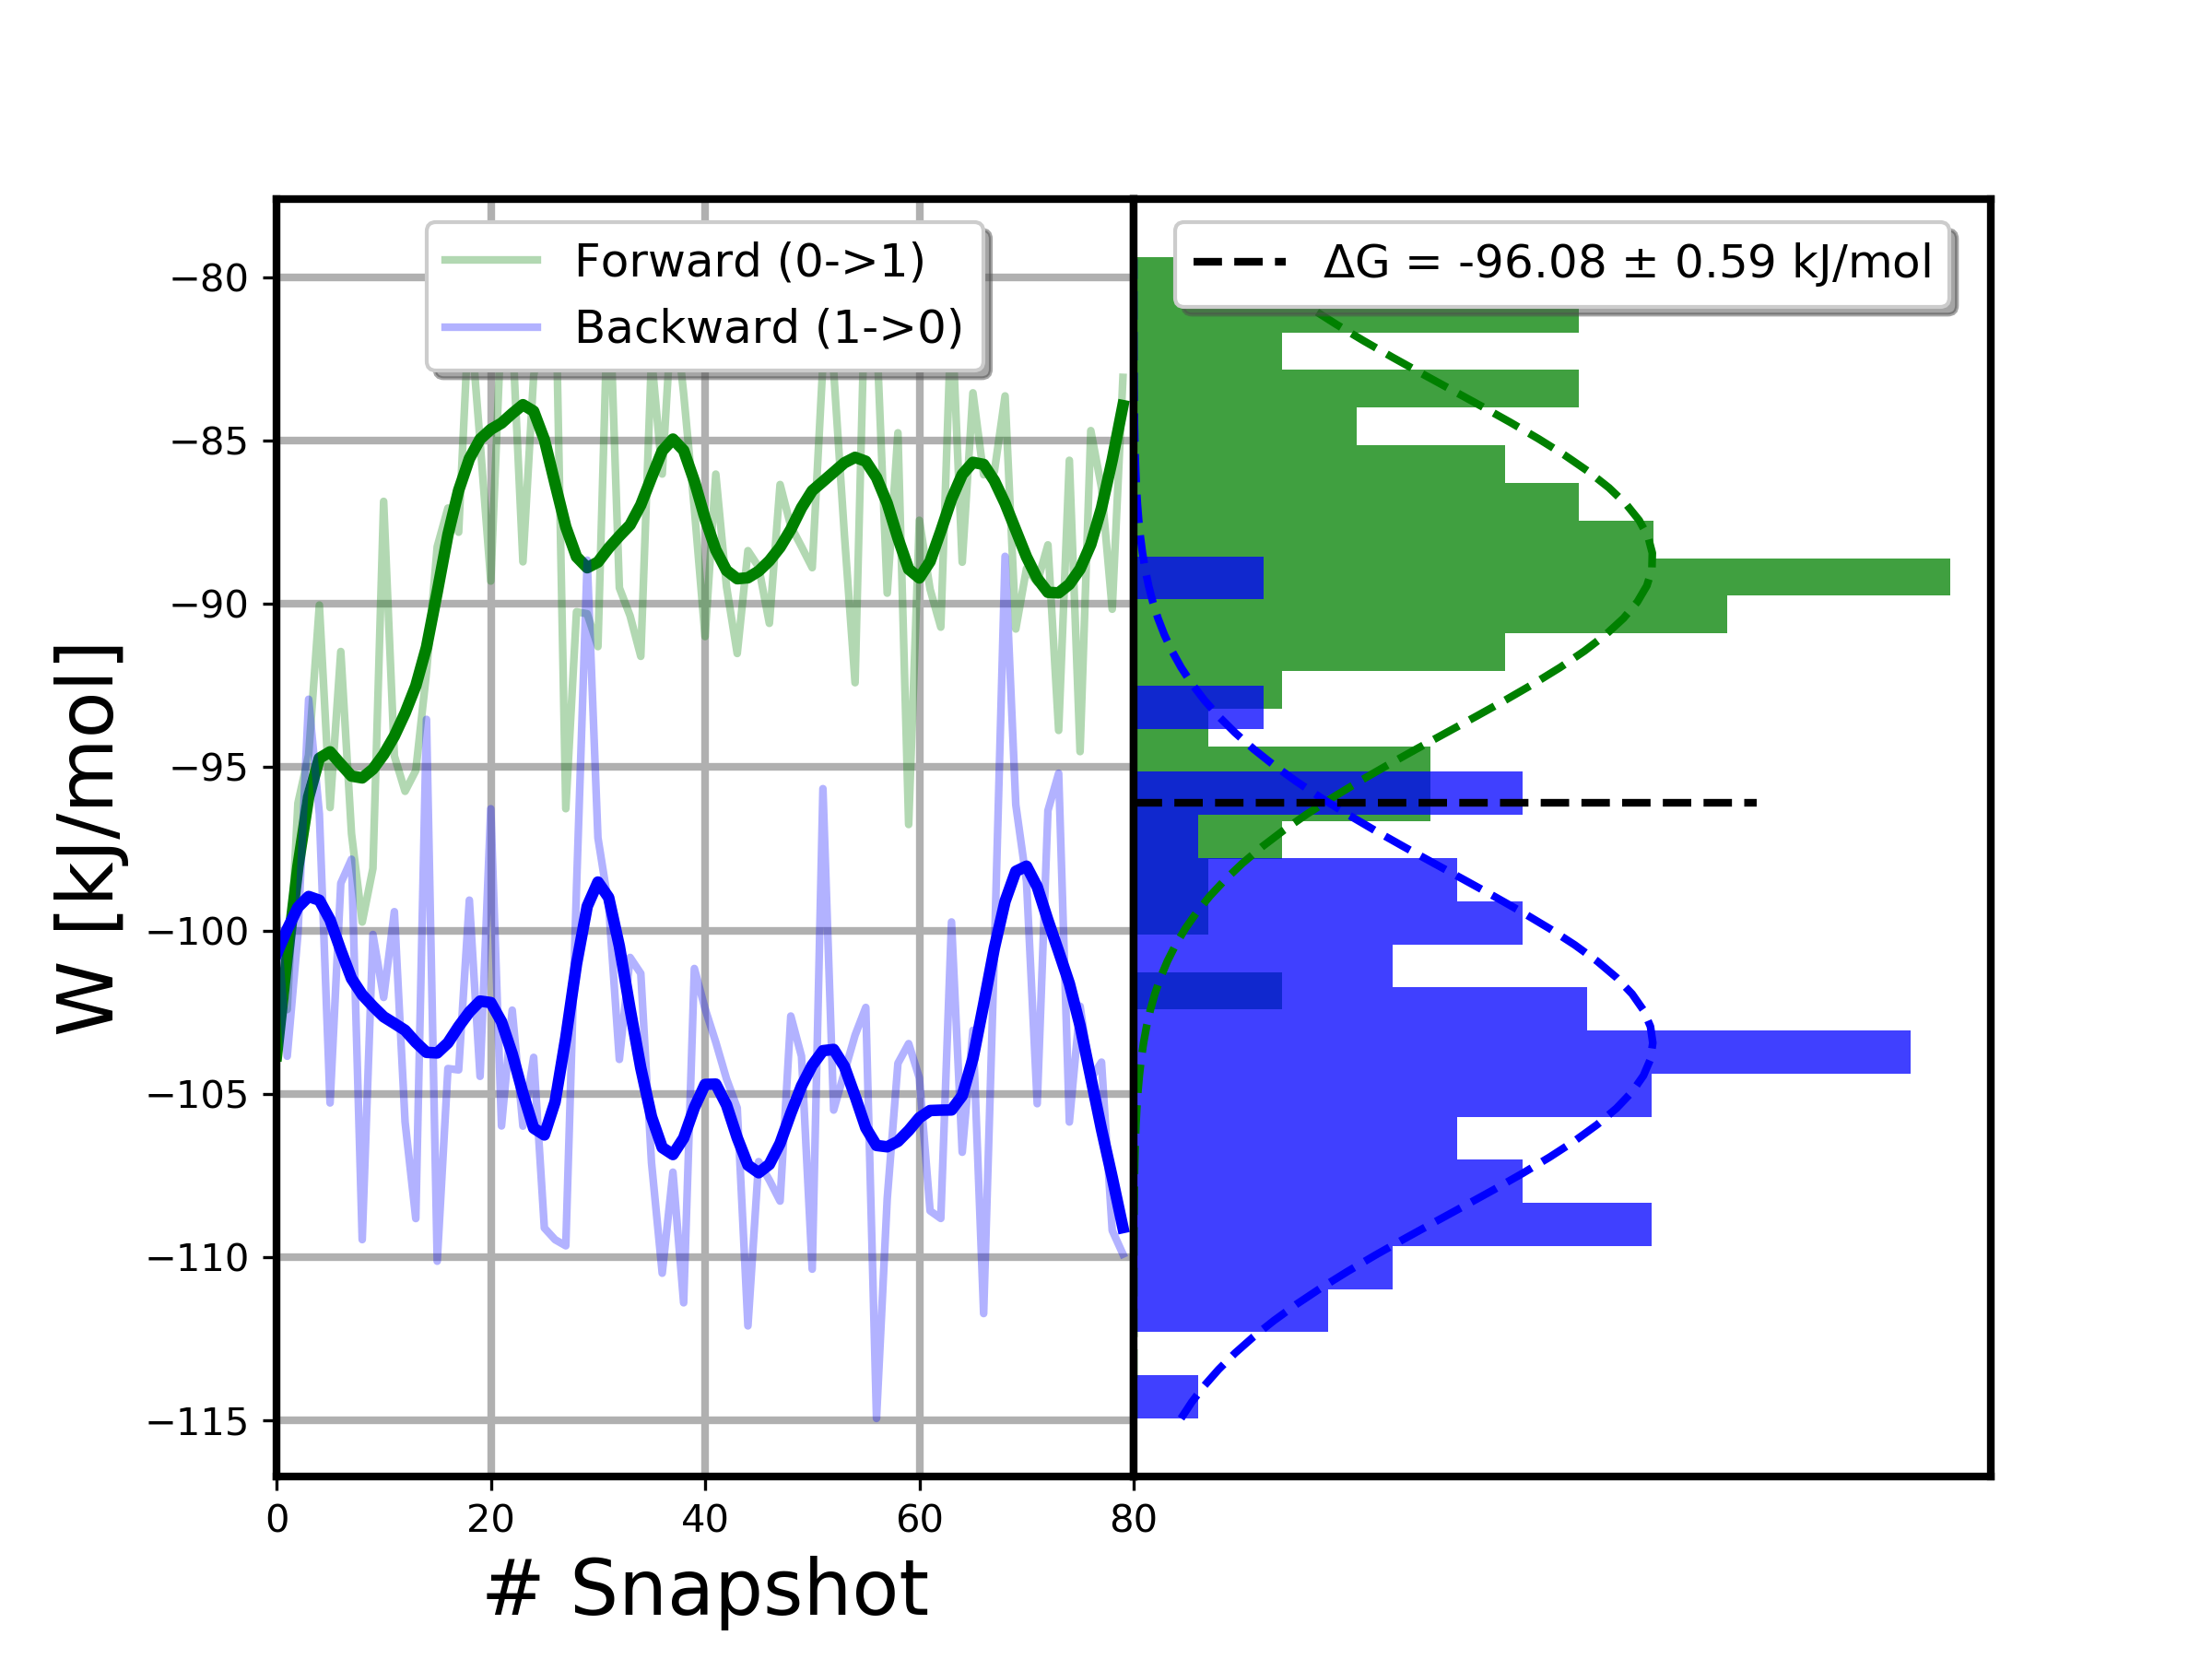 Forward (0->1)
Backward (1->0)
ΔG = -96.08 ± 0.59 kJ/mol
−80
−85
−90
−95
−100
−105
−110
−115
W [kJ/mol]
0 20 40 60 80
# Snapshot